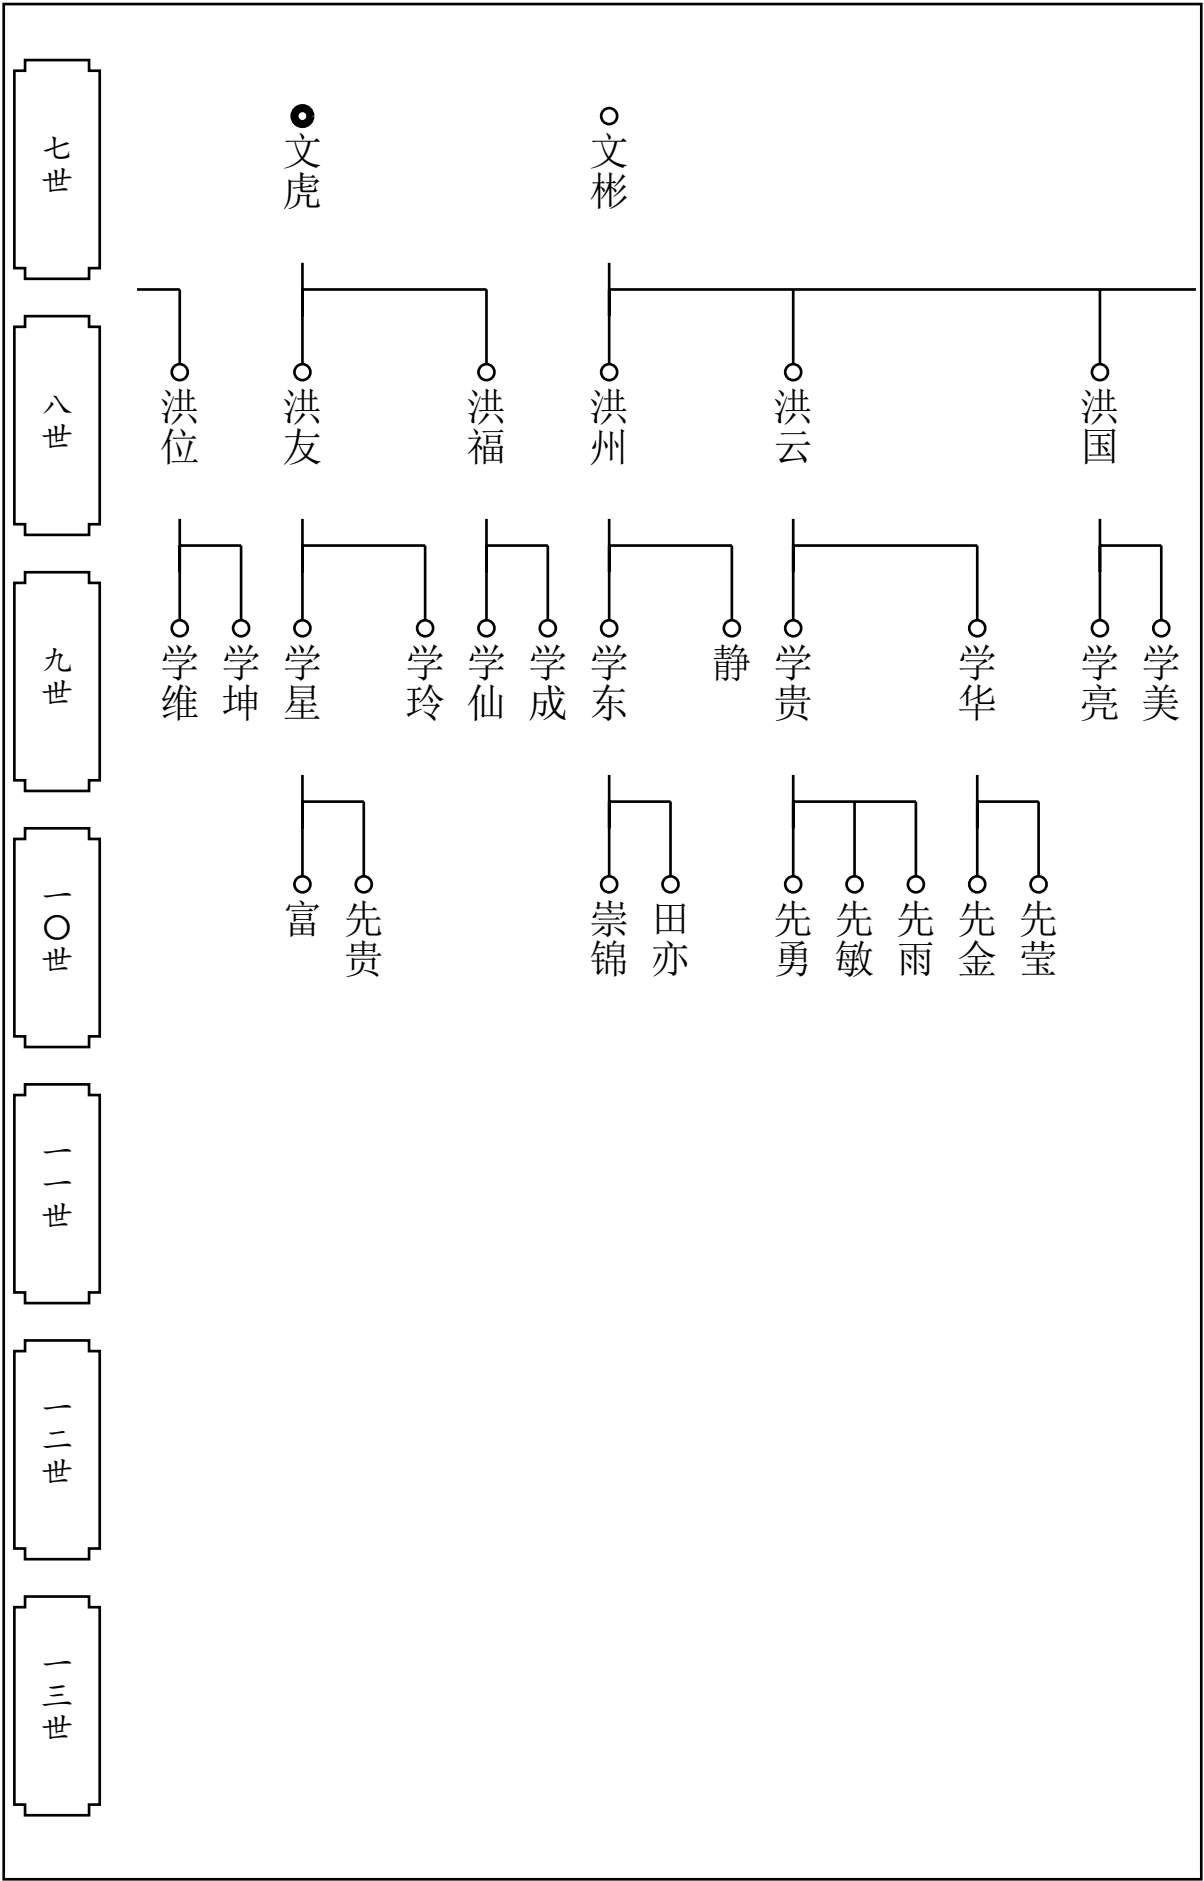 七世
文虎
文彬
八世
洪位
洪友
洪福
洪州
洪云
洪国
九世
学维
学坤
学星
学玲
学仙
学成
学东
静
学贵
学华
学亮
学美
一〇世
富
先贵
崇锦
田亦
先勇
先敏
先雨
先金
先莹
一一世
一二世
一三世